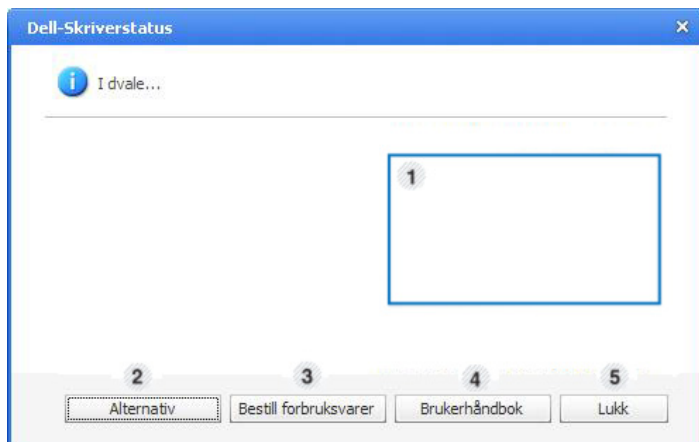 Dell-Skriverstatus
I dvale...
1
2 3 4 5
Alternativ Bestill forbruksvarer Brukerhåndbok Lukk